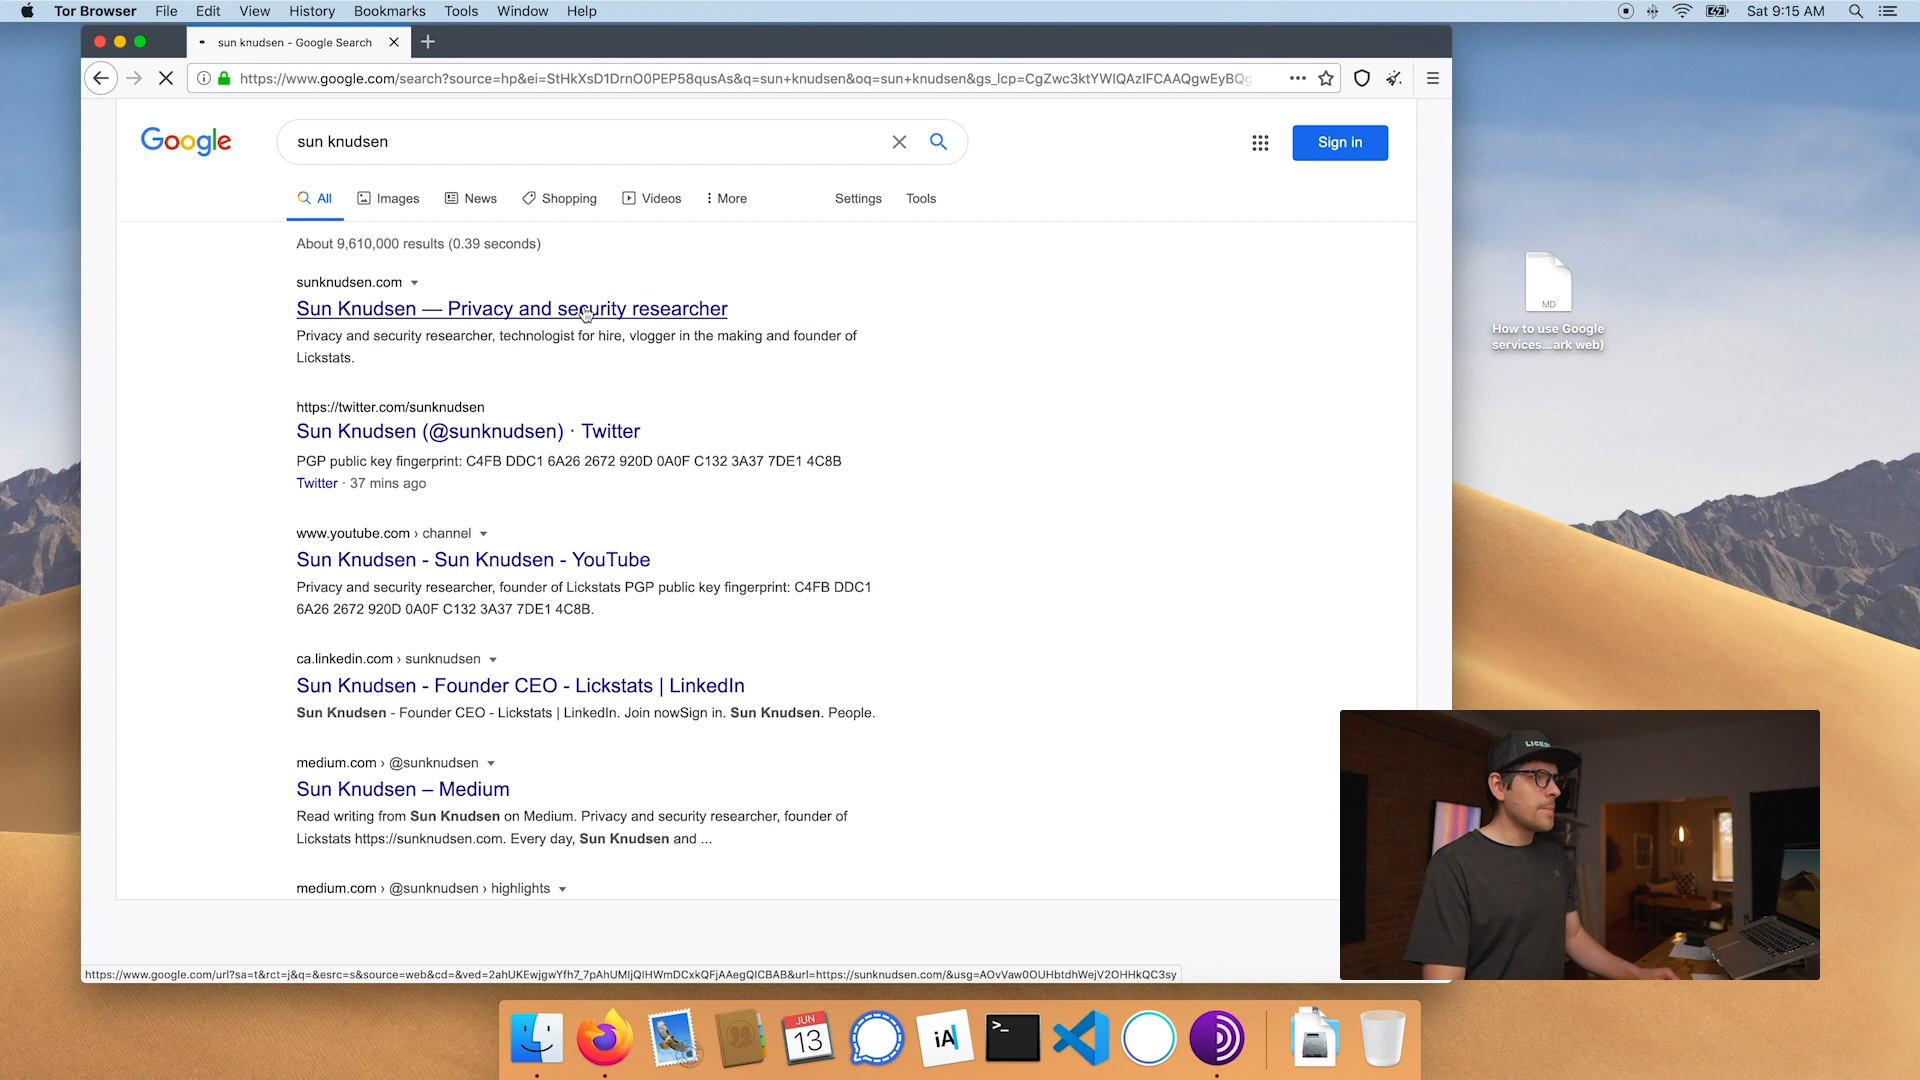 Tor Browser File Edit View History Bookmarks Tools Window Help
Sat 9:15 AM
sun knudsen - Google Search
https://www.google.com/search?source=hp&ei=StHkXsD1DrnO0PEP58qusAs&q=sun+knudsen&oq=sun+knudsen&gs_lcp=CgZwc3ktYWIQAzIFCAAQgwEyBQg
Google
sun knudsen
Sign in
All Images News Shopping Videos More Settings Tools
About 9,610,000 results (0.39 seconds)
sunknudsen.com
Sun Knudsen — Privacy and security researcher
Privacy and security researcher, technologist for hire, vlogger in the making and founder of
Lickstats.
https://twitter.com/sunknudsen
Sun Knudsen (@sunknudsen) · Twitter
PGP public key fingerprint: C4FB DDC1 6A26 2672 920D 0A0F C132 3A37 7DE1 4C8B
Twitter · 37 mins ago
www.youtube.com › channel
Sun Knudsen - Sun Knudsen - YouTube
Privacy and security researcher, founder of Lickstats PGP public key fingerprint: C4FB DDC1
6A26 2672 920D 0A0F C132 3A37 7DE1 4C8B.
ca.linkedin.com › sunknudsen
Sun Knudsen - Founder CEO - Lickstats | LinkedIn
Sun Knudsen - Founder CEO - Lickstats | LinkedIn. Join nowSign in. Sun Knudsen. People.
medium.com › @sunknudsen
Sun Knudsen – Medium
Read writing from Sun Knudsen on Medium. Privacy and security researcher, founder of
Lickstats https://sunknudsen.com. Every day, Sun Knudsen and ...
medium.com › @sunknudsen › highlights
https://www.google.com/url?sa=t&rct=j&q=&esrc=s&source=web&cd=&ved=2ahUKEwjgwYfh7_7pAhUMIjQIHWmDCxkQFjAAegQICBAB&url=https://sunknudsen.com/&usg=AOvVaw0OUHbtdhWejV2OHHkQC3sy
MD
How to use Google
services...ark web)
JUN
13
iA
>_